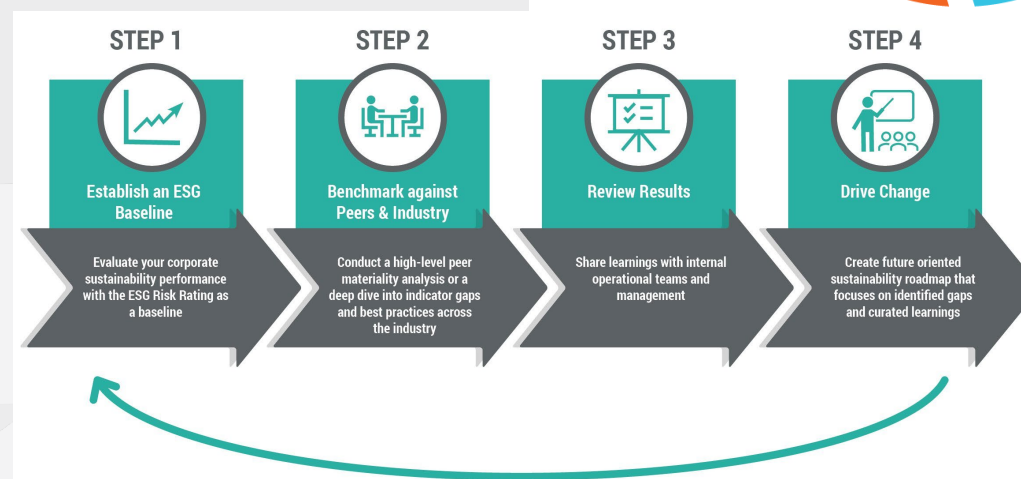 STEP 1
Establish an ESG
Baseline
Evaluate your corporate
sustainability performance
with the ESG Risk Rating as
a baseline
STEP 2
Benchmark against
Peers & Industry
Conduct a high-level peer
materiality analysis or a
deep dive into indicator gaps
and best practices across
the industry
STEP 3
Review Results
Share learnings with internal
operational teams and
management
STEP 4
Drive Change
Create future oriented
sustainability roadmap that
focuses on identified gaps
and curated learnings